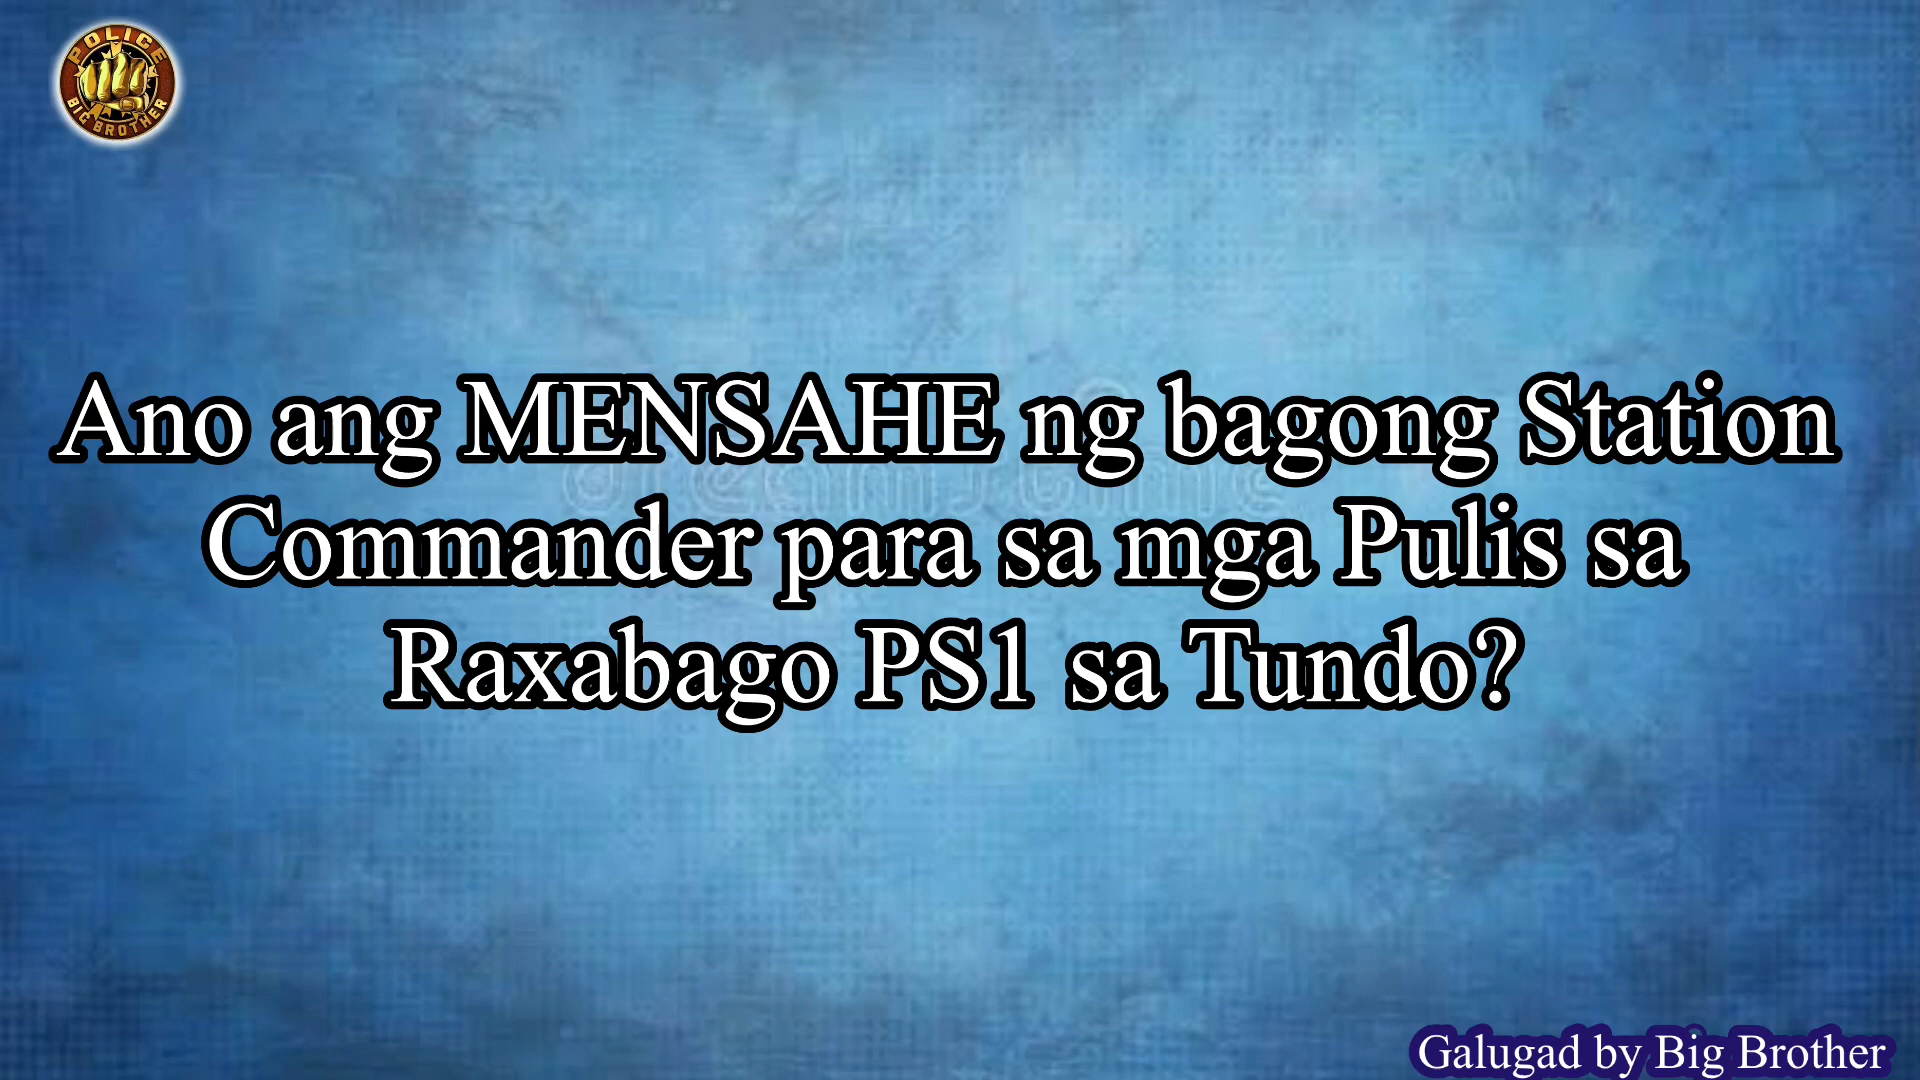 POLICE
BIG BROTHER
Ano ang MENSAHE ng bagong Station
Commander para sa mga Pulis sa
Raxabago PS1 sa Tundo?
dreamstime
Galugad by Big Brother